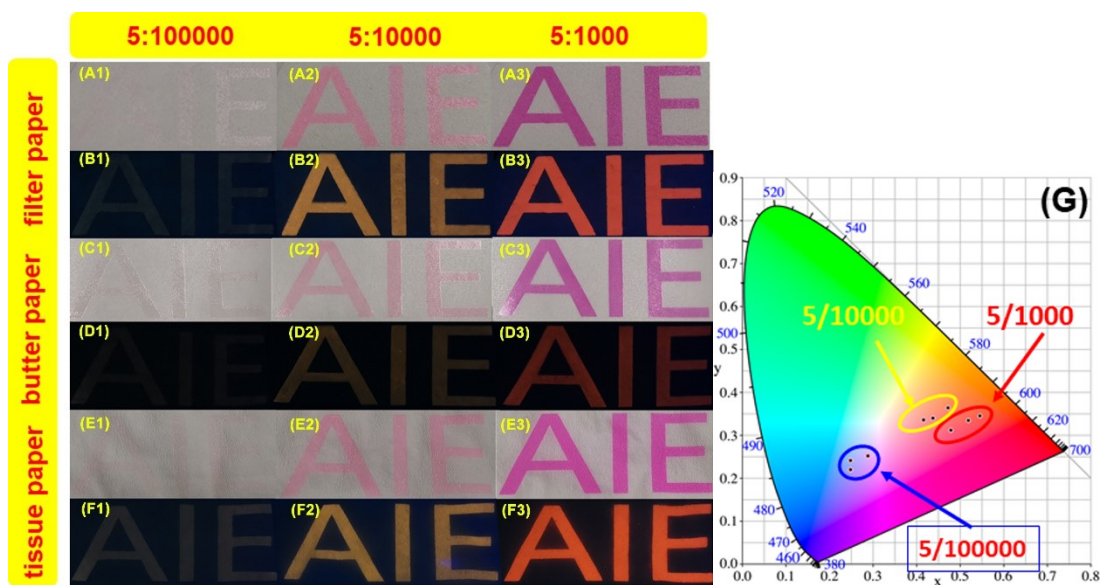 5:100000 5:10000 5:1000
filter paper
butter paper
tissue paper
(A1) (A2) (A3)
AIE AIE AIE
(B1) (B2) (B3)
AIE AIE AIE
(C1) (C2) (C3)
AIE AIE AIE
(D1) (D2) (D3)
AIE AIE AIE
(E1) (E2) (E3)
AIE AIE AIE
(F1) (F2) (F3)
AIE AIE AIE
(G)
0.9
0.8
0.7
0.6
0.5
y
0.4
0.3
0.2
0.1
0.0
0.0 0.1 0.2 0.3 0.4 0.5 0.6 0.7 0.8
x
520
540
560
580
600
620
700
500
490
480
470
460
380
5/10000
5/1000
5/100000